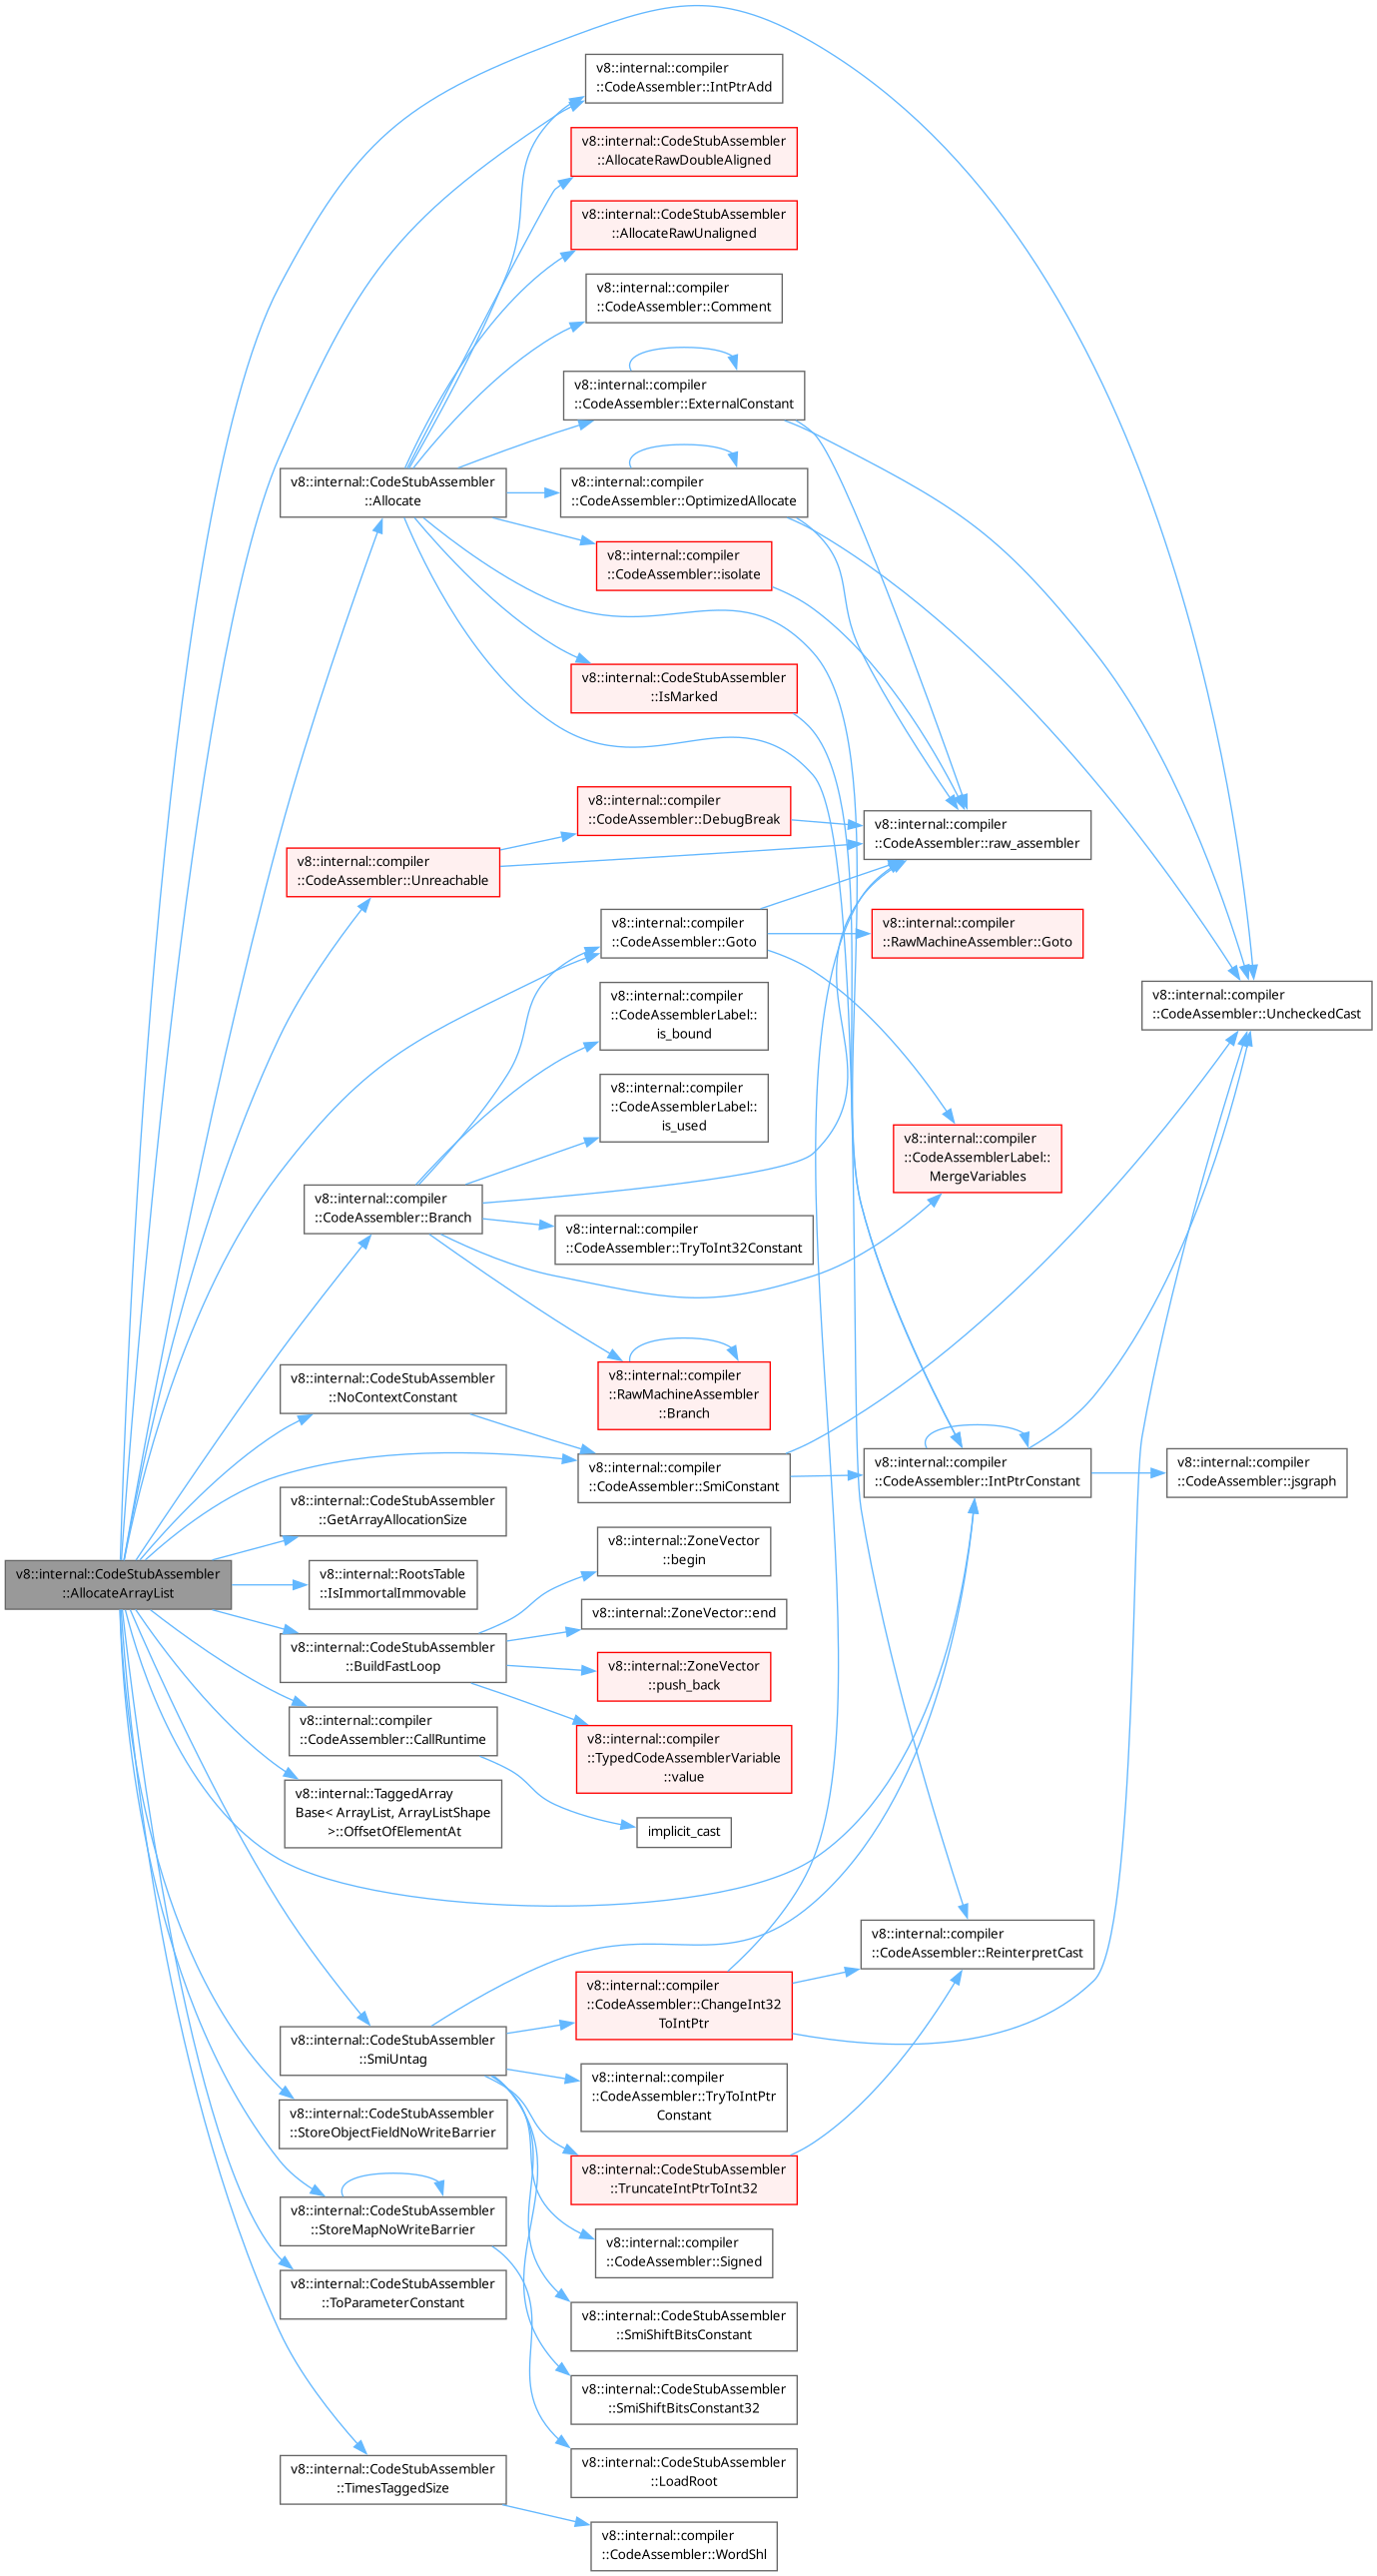 v8::internal::compiler
::CodeAssembler::IntPtrAdd
v8::internal::CodeStubAssembler
::AllocateRawDoubleAligned
v8::internal::CodeStubAssembler
::AllocateRawUnaligned
v8::internal::compiler
::CodeAssembler::Comment
v8::internal::compiler
::CodeAssembler::ExternalConstant
v8::internal::CodeStubAssembler
::Allocate
v8::internal::compiler
::CodeAssembler::OptimizedAllocate
v8::internal::compiler
::CodeAssembler::isolate
v8::internal::CodeStubAssembler
::IsMarked
v8::internal::compiler
::CodeAssembler::DebugBreak
v8::internal::compiler
::CodeAssembler::raw_assembler
v8::internal::compiler
::CodeAssembler::Unreachable
v8::internal::compiler
::CodeAssembler::Goto
v8::internal::compiler
::RawMachineAssembler::Goto
v8::internal::compiler
::CodeAssemblerLabel::
is_bound
v8::internal::compiler
::CodeAssembler::UncheckedCast
v8::internal::compiler
::CodeAssemblerLabel::
is_used
v8::internal::compiler
::CodeAssemblerLabel::
MergeVariables
v8::internal::compiler
::CodeAssembler::Branch
v8::internal::compiler
::CodeAssembler::TryToInt32Constant
v8::internal::compiler
::RawMachineAssembler
::Branch
v8::internal::CodeStubAssembler
::NoContextConstant
v8::internal::compiler
::CodeAssembler::SmiConstant
v8::internal::compiler
::CodeAssembler::IntPtrConstant
v8::internal::compiler
::CodeAssembler::jsgraph
v8::internal::CodeStubAssembler
::GetArrayAllocationSize
v8::internal::ZoneVector
::begin
v8::internal::CodeStubAssembler
::AllocateArrayList
v8::internal::RootsTable
::IsImmortalImmovable
v8::internal::ZoneVector::end
v8::internal::CodeStubAssembler
::BuildFastLoop
v8::internal::ZoneVector
::push_back
v8::internal::compiler
::CodeAssembler::CallRuntime
v8::internal::compiler
::TypedCodeAssemblerVariable
::value
v8::internal::TaggedArray
Base< ArrayList, ArrayListShape
>::OffsetOfElementAt
implicit_cast
v8::internal::compiler
::CodeAssembler::ReinterpretCast
v8::internal::compiler
::CodeAssembler::ChangeInt32
ToIntPtr
v8::internal::CodeStubAssembler
::SmiUntag
v8::internal::compiler
::CodeAssembler::TryToIntPtr
Constant
v8::internal::CodeStubAssembler
::StoreObjectFieldNoWriteBarrier
v8::internal::CodeStubAssembler
::TruncateIntPtrToInt32
v8::internal::CodeStubAssembler
::StoreMapNoWriteBarrier
v8::internal::compiler
::CodeAssembler::Signed
v8::internal::CodeStubAssembler
::ToParameterConstant
v8::internal::CodeStubAssembler
::SmiShiftBitsConstant
v8::internal::CodeStubAssembler
::SmiShiftBitsConstant32
v8::internal::CodeStubAssembler
::LoadRoot
v8::internal::CodeStubAssembler
::TimesTaggedSize
v8::internal::compiler
::CodeAssembler::WordShl